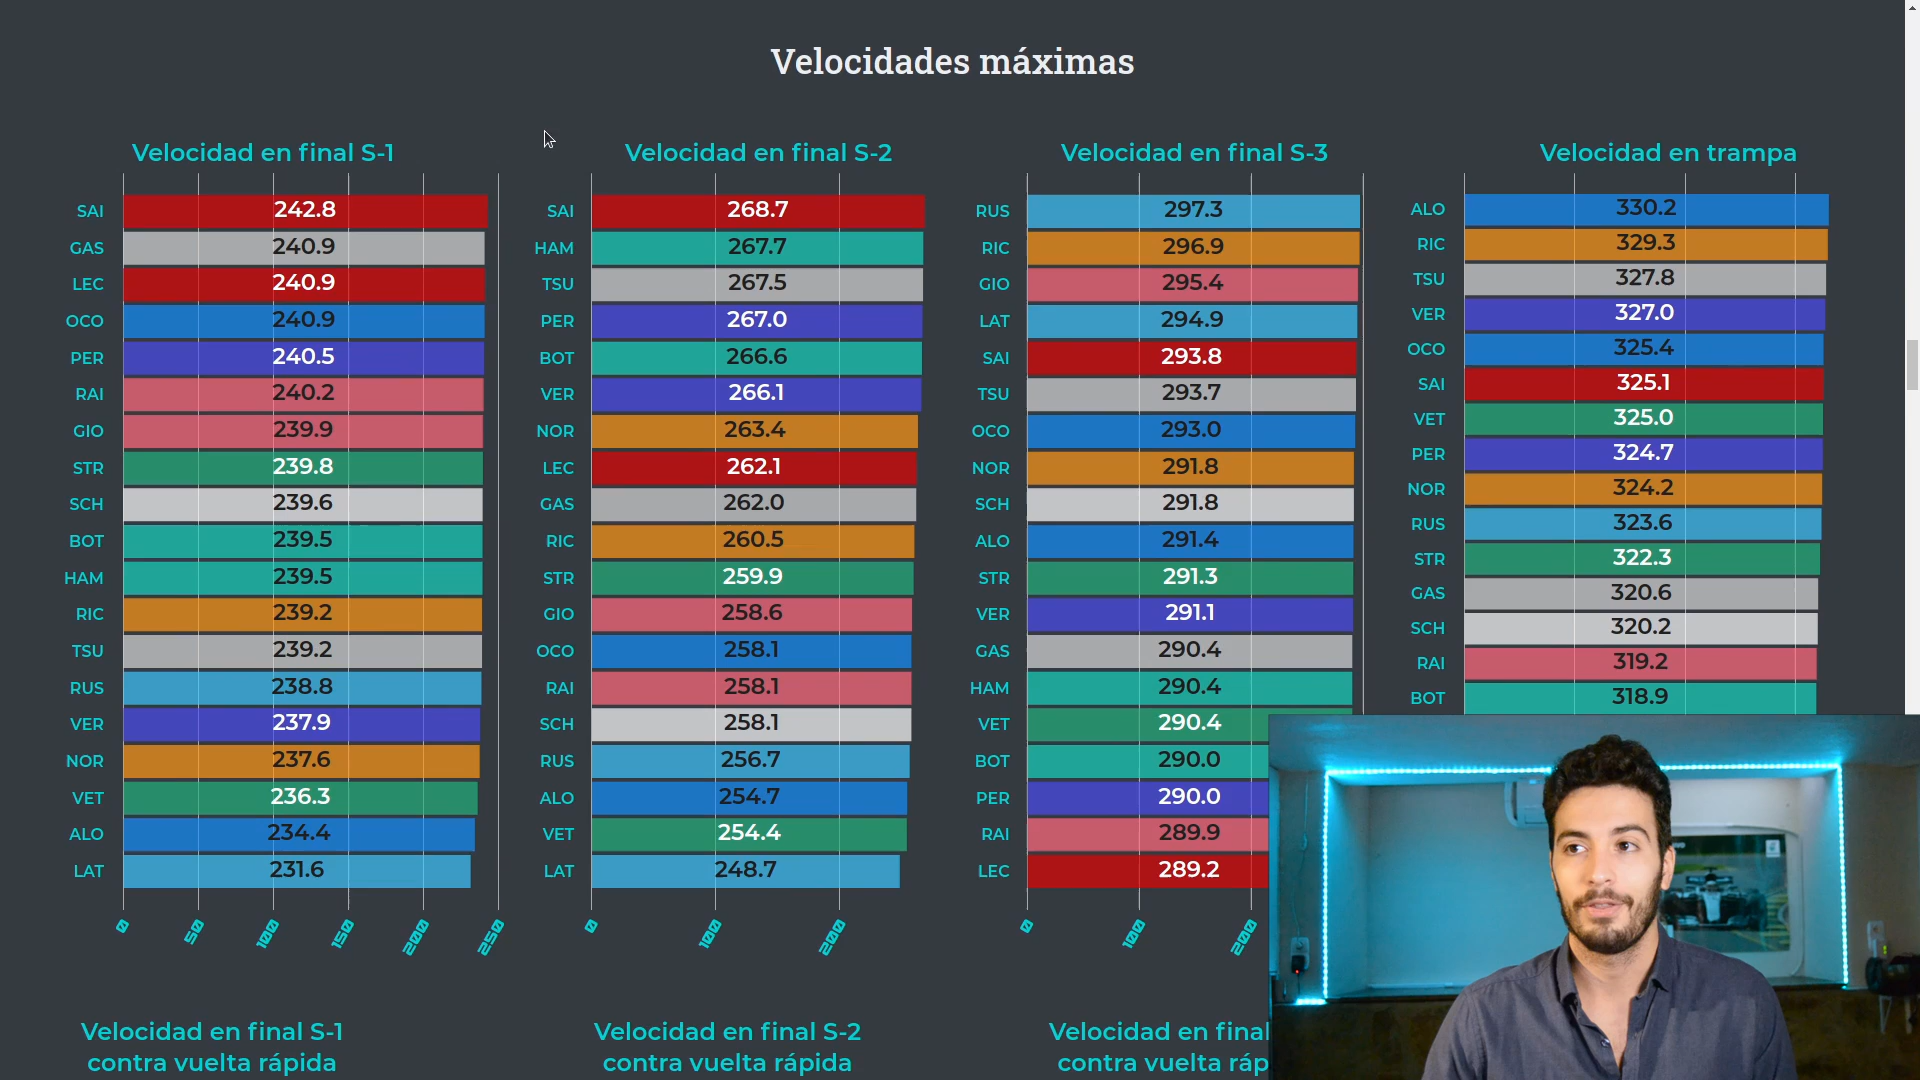 Velocidades máximas
Velocidad en final S-1
SAI 242.8
GAS 240.9
LEC 240.9
OCO 240.9
PER 240.5
RAI 240.2
GIO 239.9
STR 239.8
SCH 239.6
BOT 239.5
HAM 239.5
RIC 239.2
TSU 239.2
RUS 238.8
VER 237.9
NOR 237.6
VET 236.3
ALO 234.4
LAT 231.6
0 50 100 150 200 250
Velocidad en final S-2
SAI 268.7
HAM 267.7
TSU 267.5
PER 267.0
BOT 266.6
VER 266.1
NOR 263.4
LEC 262.1
GAS 262.0
RIC 260.5
STR 259.9
GIO 258.6
OCO 258.1
RAI 258.1
SCH 258.1
RUS 256.7
ALO 254.7
VET 254.4
LAT 248.7
0 100 200
Velocidad en final S-3
RUS 297.3
RIC 296.9
GIO 295.4
LAT 294.9
SAI 293.8
TSU 293.7
OCO 293.0
NOR 291.8
SCH 291.8
ALO 291.4
STR 291.3
VER 291.1
GAS 290.4
HAM 290.4
VET 290.4
BOT 290.0
PER 290.0
RAI 289.9
LEC 289.2
0 100 200
Velocidad en trampa
ALO 330.2
RIC 329.3
TSU 327.8
VER 327.0
OCO 325.4
SAI 325.1
VET 325.0
PER 324.7
NOR 324.2
RUS 323.6
STR 322.3
GAS 320.6
SCH 320.2
RAI 319.2
BOT 318.9
Velocidad en final S-1
contra vuelta rápida
Velocidad en final S-2
contra vuelta rápida
Velocidad en final
contra vuelta ráp